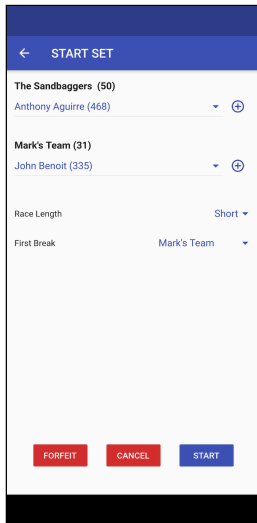 START SET
The Sandbaggers (50)
Anthony Aguirre (468)
Mark's Team (31)
John Benoit (335)
Race Length Short
First Break Mark's Team
FORFEIT CANCEL START